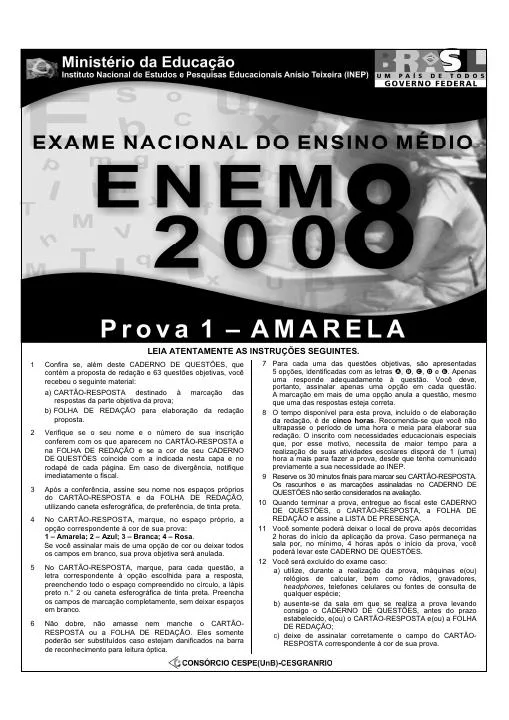 Ministério da Educação
Instituto Nacional de Estudos e Pesquisas Educacionais Anísio Teixeira (INEP)
BRASIL
UM PAÍS DE TODOS
GOVERNO FEDERAL
EXAME NACIONAL DO ENSINO MÉDIO
ENEM
2008
Prova 1 – AMARELA
LEIA ATENTAMENTE AS INSTRUÇÕES SEGUINTES.
1 Confira se, além deste CADERNO DE QUESTÕES, que
contém a proposta de redação e 63 questões objetivas, você
recebeu o seguinte material:
a) CARTÃO-RESPOSTA destinado à marcação das
respostas da parte objetiva da prova;
b) FOLHA DE REDAÇÃO para elaboração da redação
proposta.
2 Verifique se o seu nome e o número de sua inscrição
conferem com os que aparecem no CARTÃO-RESPOSTA e
na FOLHA DE REDAÇÃO e se a cor de seu CADERNO
DE QUESTÕES coincide com a indicada nesta capa e no
rodapé de cada página. Em caso de divergência, notifique
imediatamente o fiscal.
3 Após a conferência, assine seu nome nos espaços próprios
do CARTÃO-RESPOSTA e da FOLHA DE REDAÇÃO,
utilizando caneta esferográfica, de preferência, de tinta preta.
4 No CARTÃO-RESPOSTA, marque, no espaço próprio, a
opção correspondente à cor de sua prova:
1 – Amarela; 2 – Azul; 3 – Branca; 4 – Rosa.
Se você assinalar mais de uma opção de cor ou deixar todos
os campos em branco, sua prova objetiva será anulada.
5 No CARTÃO-RESPOSTA, marque, para cada questão, a
letra correspondente à opção escolhida para a resposta,
preenchendo todo o espaço compreendido no círculo, a lápis
preto n.° 2 ou caneta esferográfica de tinta preta. Preencha
os campos de marcação completamente, sem deixar espaços
em branco.
6 Não dobre, não amasse nem manche o CARTÃO-
RESPOSTA ou a FOLHA DE REDAÇÃO. Eles somente
poderão ser substituídos caso estejam danificados na barra
de reconhecimento para leitura óptica.
7 Para cada uma das questões objetivas, são apresentadas
5 opções, identificadas com as letras A, B, C, D e E. Apenas
uma responde adequadamente à questão. Você deve,
portanto, assinalar apenas uma opção em cada questão.
A marcação em mais de uma opção anula a questão, mesmo
que uma das respostas esteja correta.
8 O tempo disponível para esta prova, incluído o de elaboração
da redação, é de cinco horas. Recomenda-se que você não
ultrapasse o período de uma hora e meia para elaborar sua
redação. O inscrito com necessidades educacionais especiais
que, por esse motivo, necessita de maior tempo para a
realização de suas atividades escolares disporá de 1 (uma)
hora a mais para fazer a prova, desde que tenha comunicado
previamente a sua necessidade ao INEP.
9 Reserve os 30 minutos finais para marcar seu CARTÃO-RESPOSTA.
Os rascunhos e as marcações assinaladas no CADERNO DE
QUESTÕES não serão considerados na avaliação.
10 Quando terminar a prova, entregue ao fiscal este CADERNO
DE QUESTÕES, o CARTÃO-RESPOSTA, a FOLHA DE
REDAÇÃO e assine a LISTA DE PRESENÇA.
11 Você somente poderá deixar o local de prova após decorridas
2 horas do início da aplicação da prova. Caso permaneça na
sala por, no mínimo, 4 horas após o início da prova, você
poderá levar este CADERNO DE QUESTÕES.
12 Você será excluído do exame caso:
a) utilize, durante a realização da prova, máquinas e(ou)
relógios de calcular, bem como rádios, gravadores,
headphones, telefones celulares ou fontes de consulta de
qualquer espécie;
b) ausente-se da sala em que se realiza a prova levando
consigo o CADERNO DE QUESTÕES, antes do prazo
estabelecido, e(ou) o CARTÃO-RESPOSTA e(ou) a FOLHA
DE REDAÇÃO;
c) deixe de assinalar corretamente o campo do CARTÃO-
RESPOSTA correspondente à cor de sua prova.
CONSÓRCIO CESPE(UnB)-CESGRANRIO